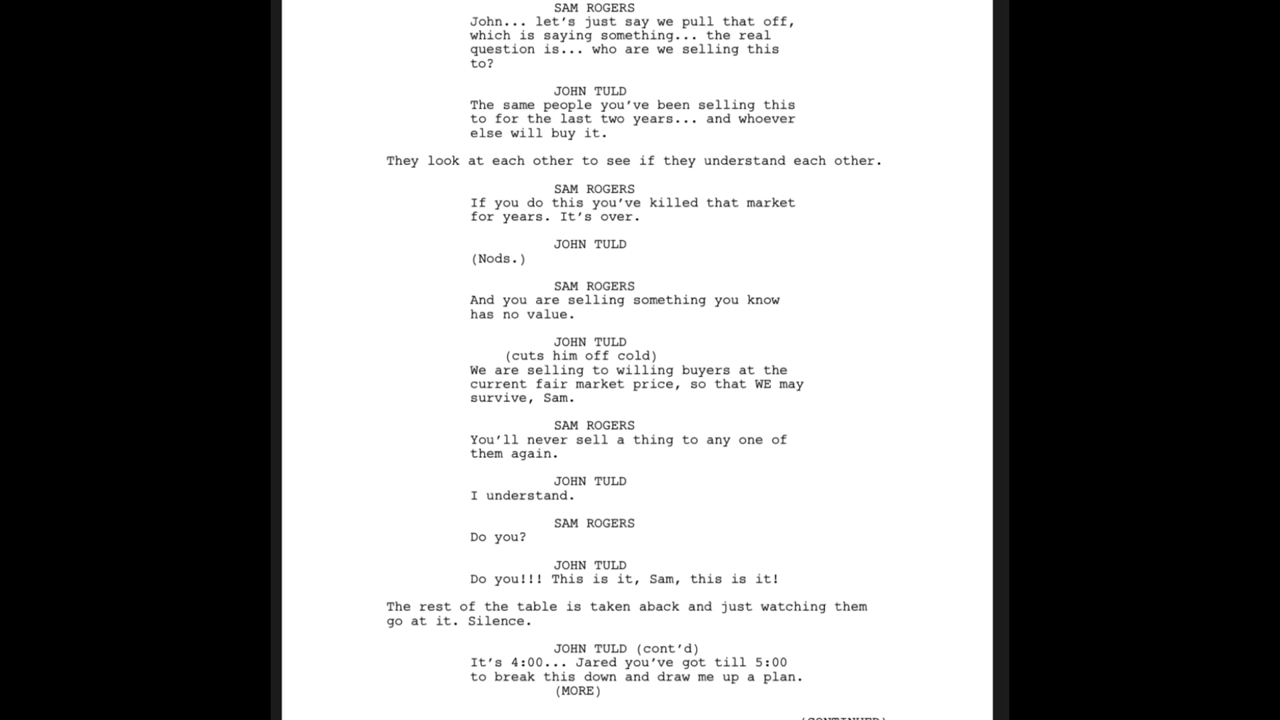 SAM ROGERS
John... let's just say we pull that off,
which is saying something... the real
question is... who are we selling this
to?
JOHN TULD
The same people you've been selling this
to for the last two years... and whoever
else will buy it.
They look at each other to see if they understand each other.
SAM ROGERS
If you do this you've killed that market
for years. It's over.
JOHN TULD
(Nods.)
SAM ROGERS
And you are selling something you know
has no value.
JOHN TULD
(cuts him off cold)
We are selling to willing buyers at the
current fair market price, so that WE may
survive, Sam.
SAM ROGERS
You'll never sell a thing to any one of
them again.
JOHN TULD
I understand.
SAM ROGERS
Do you?
JOHN TULD
Do you!!! This is it, Sam, this is it!
The rest of the table is taken aback and just watching them
go at it. Silence.
JOHN TULD (cont'd)
It's 4:00... Jared you've got till 5:00
to break this down and draw me up a plan.
(MORE)
(CONTINUED)